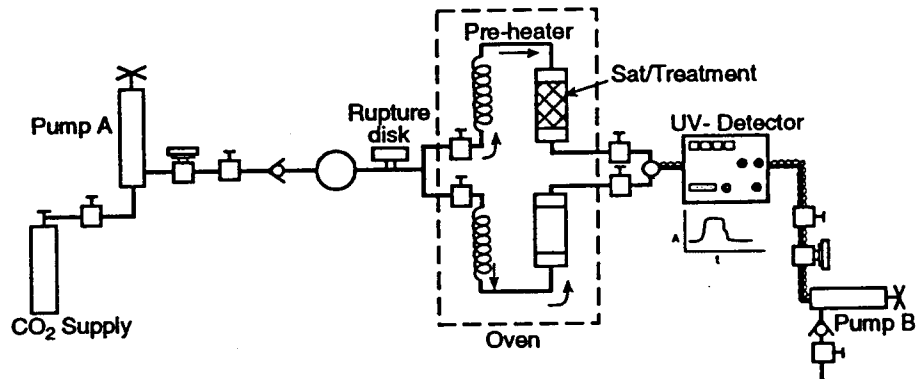 Pre-heater
Sat/Treatment
Pump A
Rupture
disk
UV- Detector
A
t
CO₂ Supply
Oven
Pump B